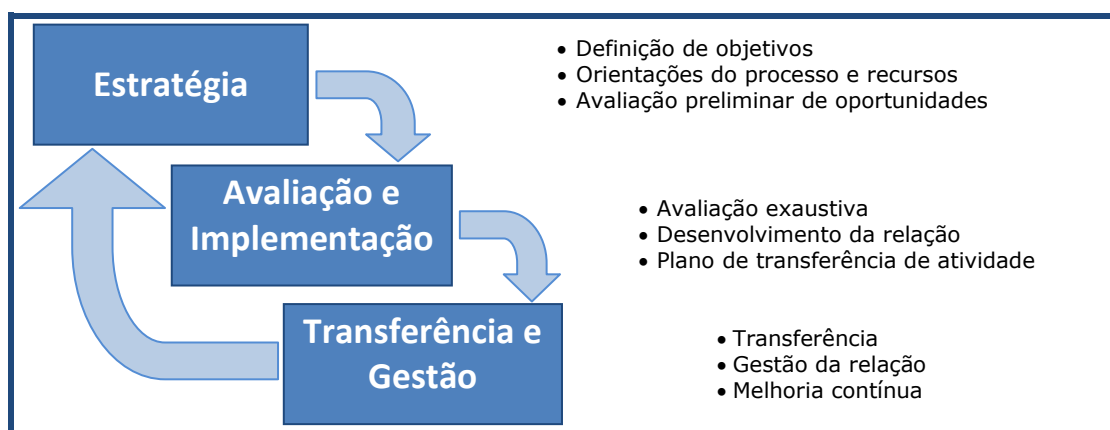 Estratégia
• Definição de objetivos
• Orientações do processo e recursos
• Avaliação preliminar de oportunidades
Avaliação e
Implementação
• Avaliação exaustiva
• Desenvolvimento da relação
• Plano de transferência de atividade
Transferência e
Gestão
• Transferência
• Gestão da relação
• Melhoria contínua